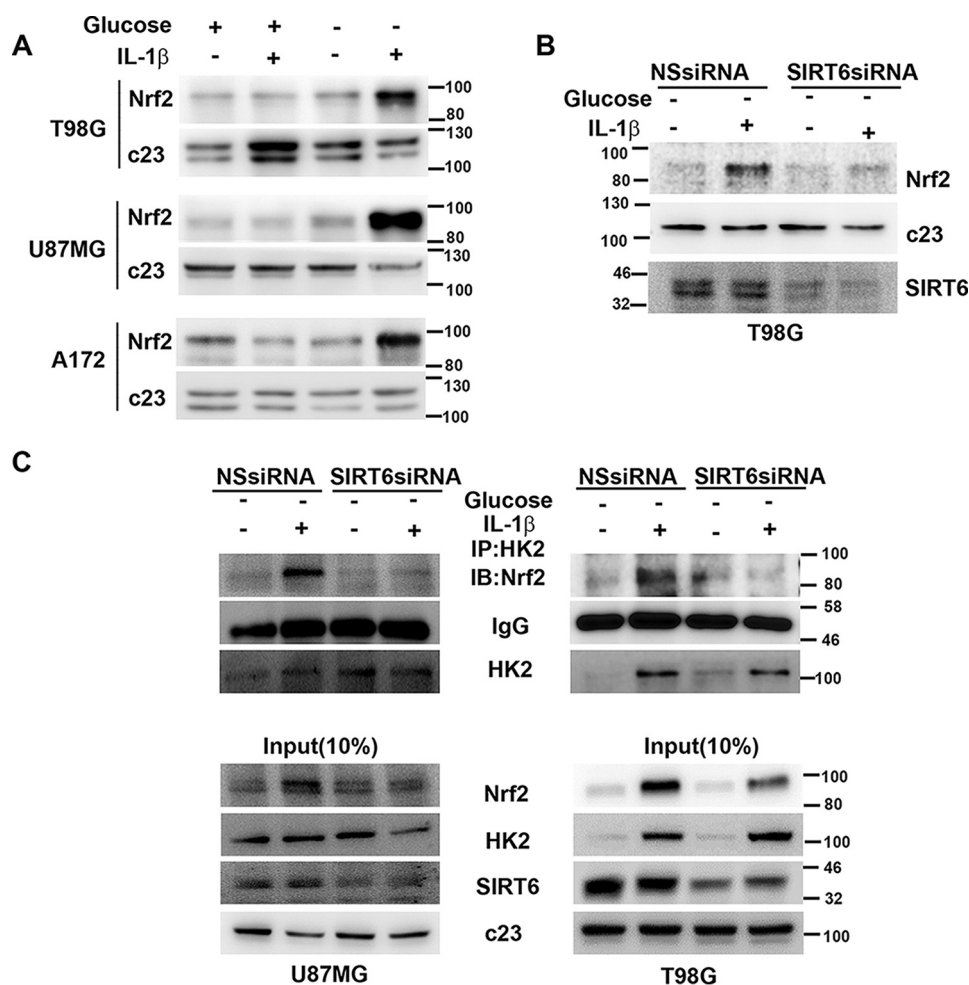 A
Glucose + + - -
IL-1β - + - +
T98G
Nrf2 100 80
c23 130 100
U87MG
Nrf2 100 80
c23 130 100
A172
Nrf2 100 80
c23 130 100
B
NSsiRNA SIRT6siRNA
Glucose - - - -
IL-1β - + - +
100 80 Nrf2
130 100 c23
46 32 SIRT6
T98G
C
NSsiRNA SIRT6siRNA NSsiRNA SIRT6siRNA
- - - - Glucose - - - -
- + - + IL-1β - + - +
IP:HK2
IB:Nrf2 100 80
IgG 58 46
HK2 100
Input(10%) Input(10%)
Nrf2 100 80
HK2 100
SIRT6 46 32
c23 100
U87MG T98G